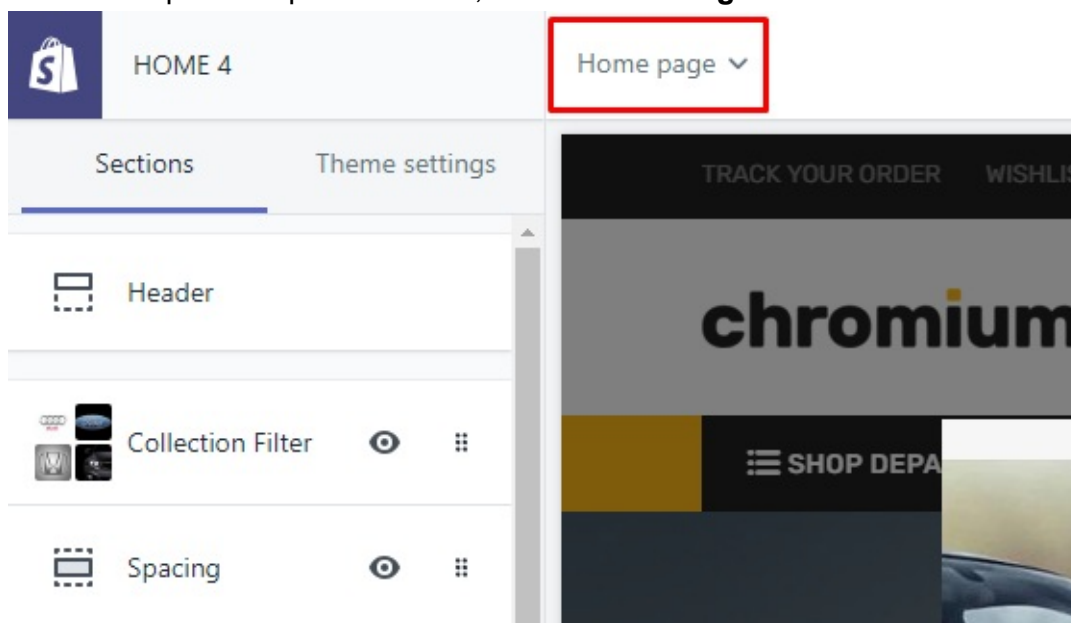 HOME 4
Home page
Sections Theme settings
TRACK YOUR ORDER
Header
chromium
Collection Filter
SHOP DEPA
Spacing